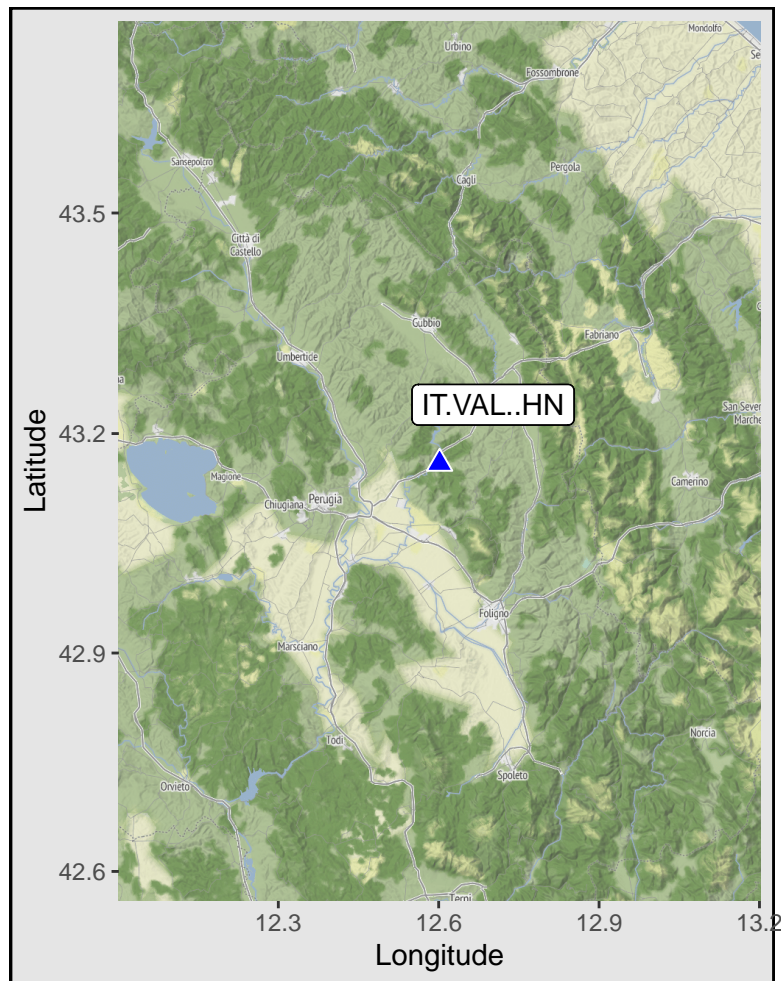 Mondolfo
Urbino
Se
Fossombrone
Sansepolcro
Pergola
Cagli
43.5
Città di
Castello
Gubbio
Fabriano
Umbertide
IT.VAL..HN
San Sever
Marche
43.2
Latitude
Magione
Camerino
Chiugiana
Perugia
Foligno
42.9
Marsciano
Norcia
Todi
Spoleto
Orvieto
42.6
Terni
12.3
12.6
12.9
13.2
Longitude